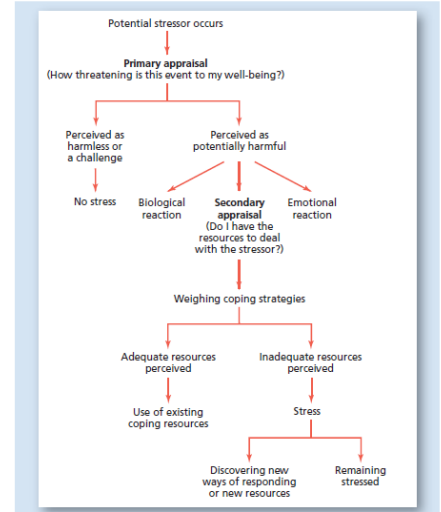 Potential stressor occurs
Primary appraisal
(How threatening is this event to my well-being?)
Perceived as
harmless or
a challenge
Perceived as
potentially harmful
No stress
Biological
reaction
Secondary
appraisal
(Do I have the
resources to deal
with the stressor?)
Emotional
reaction
Weighing coping strategies
Adequate resources
perceived
Inadequate resources
perceived
Use of existing
coping resources
Stress
Discovering new
ways of responding
or new resources
Remaining
stressed